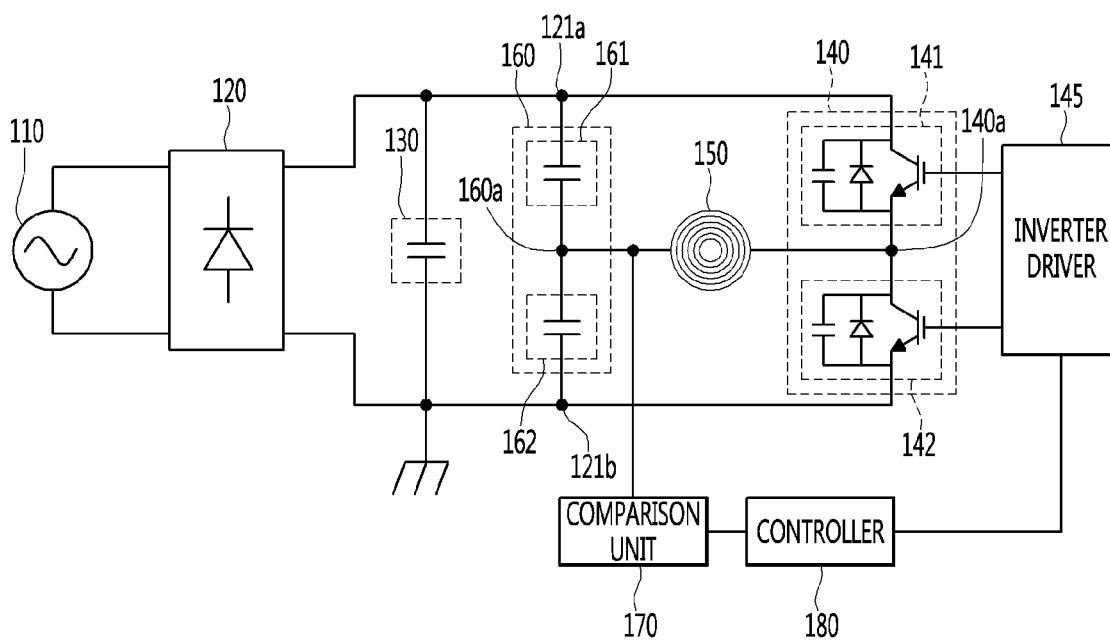 121a
160
161
140
141
120
140a
145
110
130
150
160a
INVERTER
DRIVER
162
121b
142
COMPARISON
UNIT
CONTROLLER
170
180